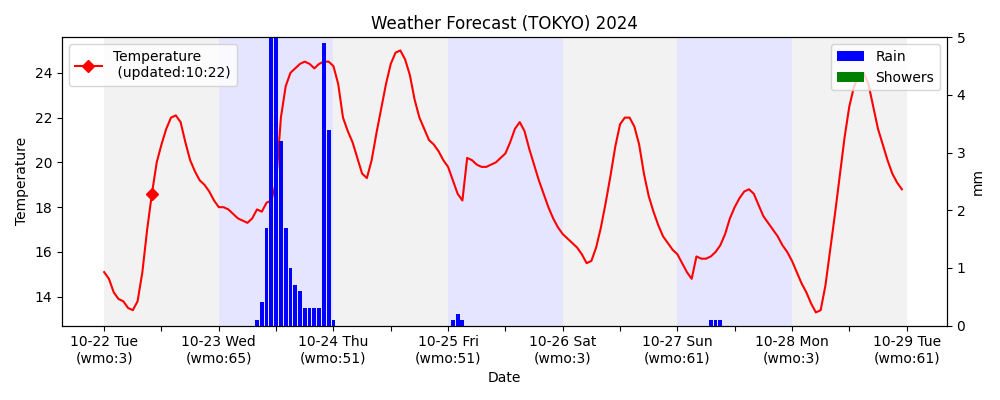 Weather Forecast (TOKYO) 2024
Temperature
(updated:10:22)
Rain
Showers
Temperature
24
22
20
18
16
14
5
4
3
2
1
0
mm
10-22 Tue
(wmo:3)
10-23 Wed
(wmo:65)
10-24 Thu
(wmo:51)
10-25 Fri
(wmo:51)
10-26 Sat
(wmo:3)
10-27 Sun
(wmo:61)
10-28 Mon
(wmo:3)
10-29 Tue
(wmo:61)
Date